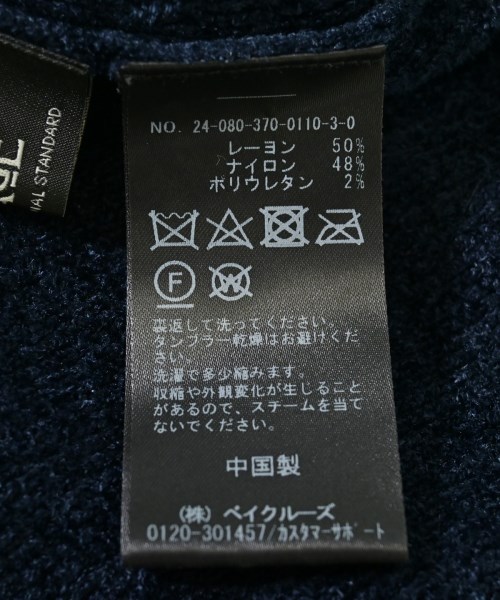 NO. 24-080-370-0110-3-0
レーヨン 50%
ナイロン 48%
ポリウレタン 2%
F
W
裏返して洗ってください。
タンブラー乾燥はお避けくだ
さい。
洗濯で多少縮みます。
収縮や外観変化が生じること
があるので、スチームを当て
ないでください。
中国製
(株) ベイクルーズ
0120-301457/カスタマーサポート
STANDARD